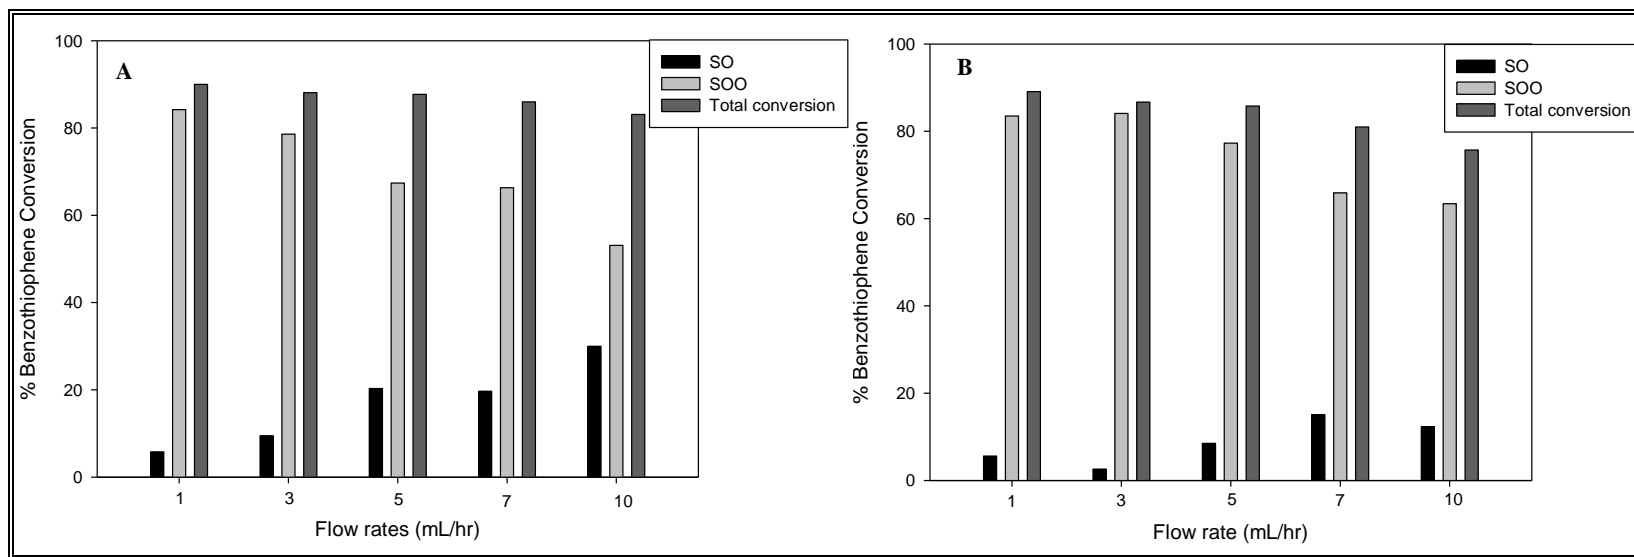 A
% Benzothiophene Conversion
100
80
60
40
20
0
1 3 5 7 10
Flow rates (mL/hr)
SO
SOO
Total conversion
B
% Benzothiophene Conversion
100
80
60
40
20
0
1 3 5 7 10
Flow rate (mL/hr)
SO
SOO
Total conversion